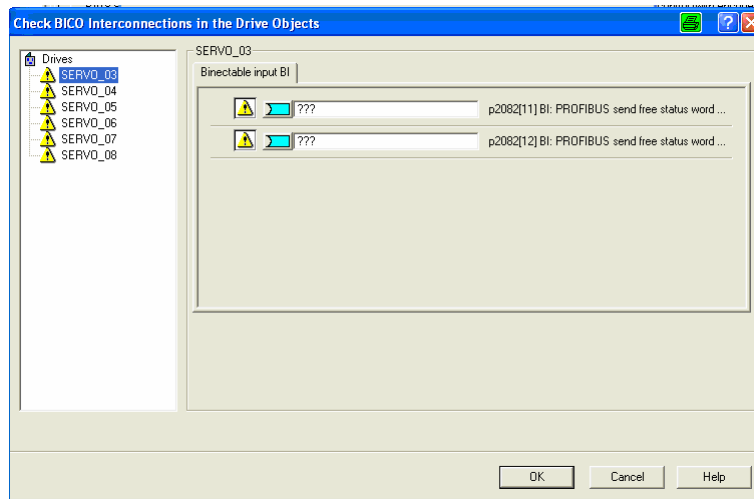 Check BICO Interconnections in the Drive Objects
Drives
SERVO_03
SERVO_04
SERVO_05
SERVO_06
SERVO_07
SERVO_08
SERVO_03
Binectable input BI
??? p2082[11] BI: PROFIBUS send free status word ...
??? p2082[12] BI: PROFIBUS send free status word ...
OK Cancel Help